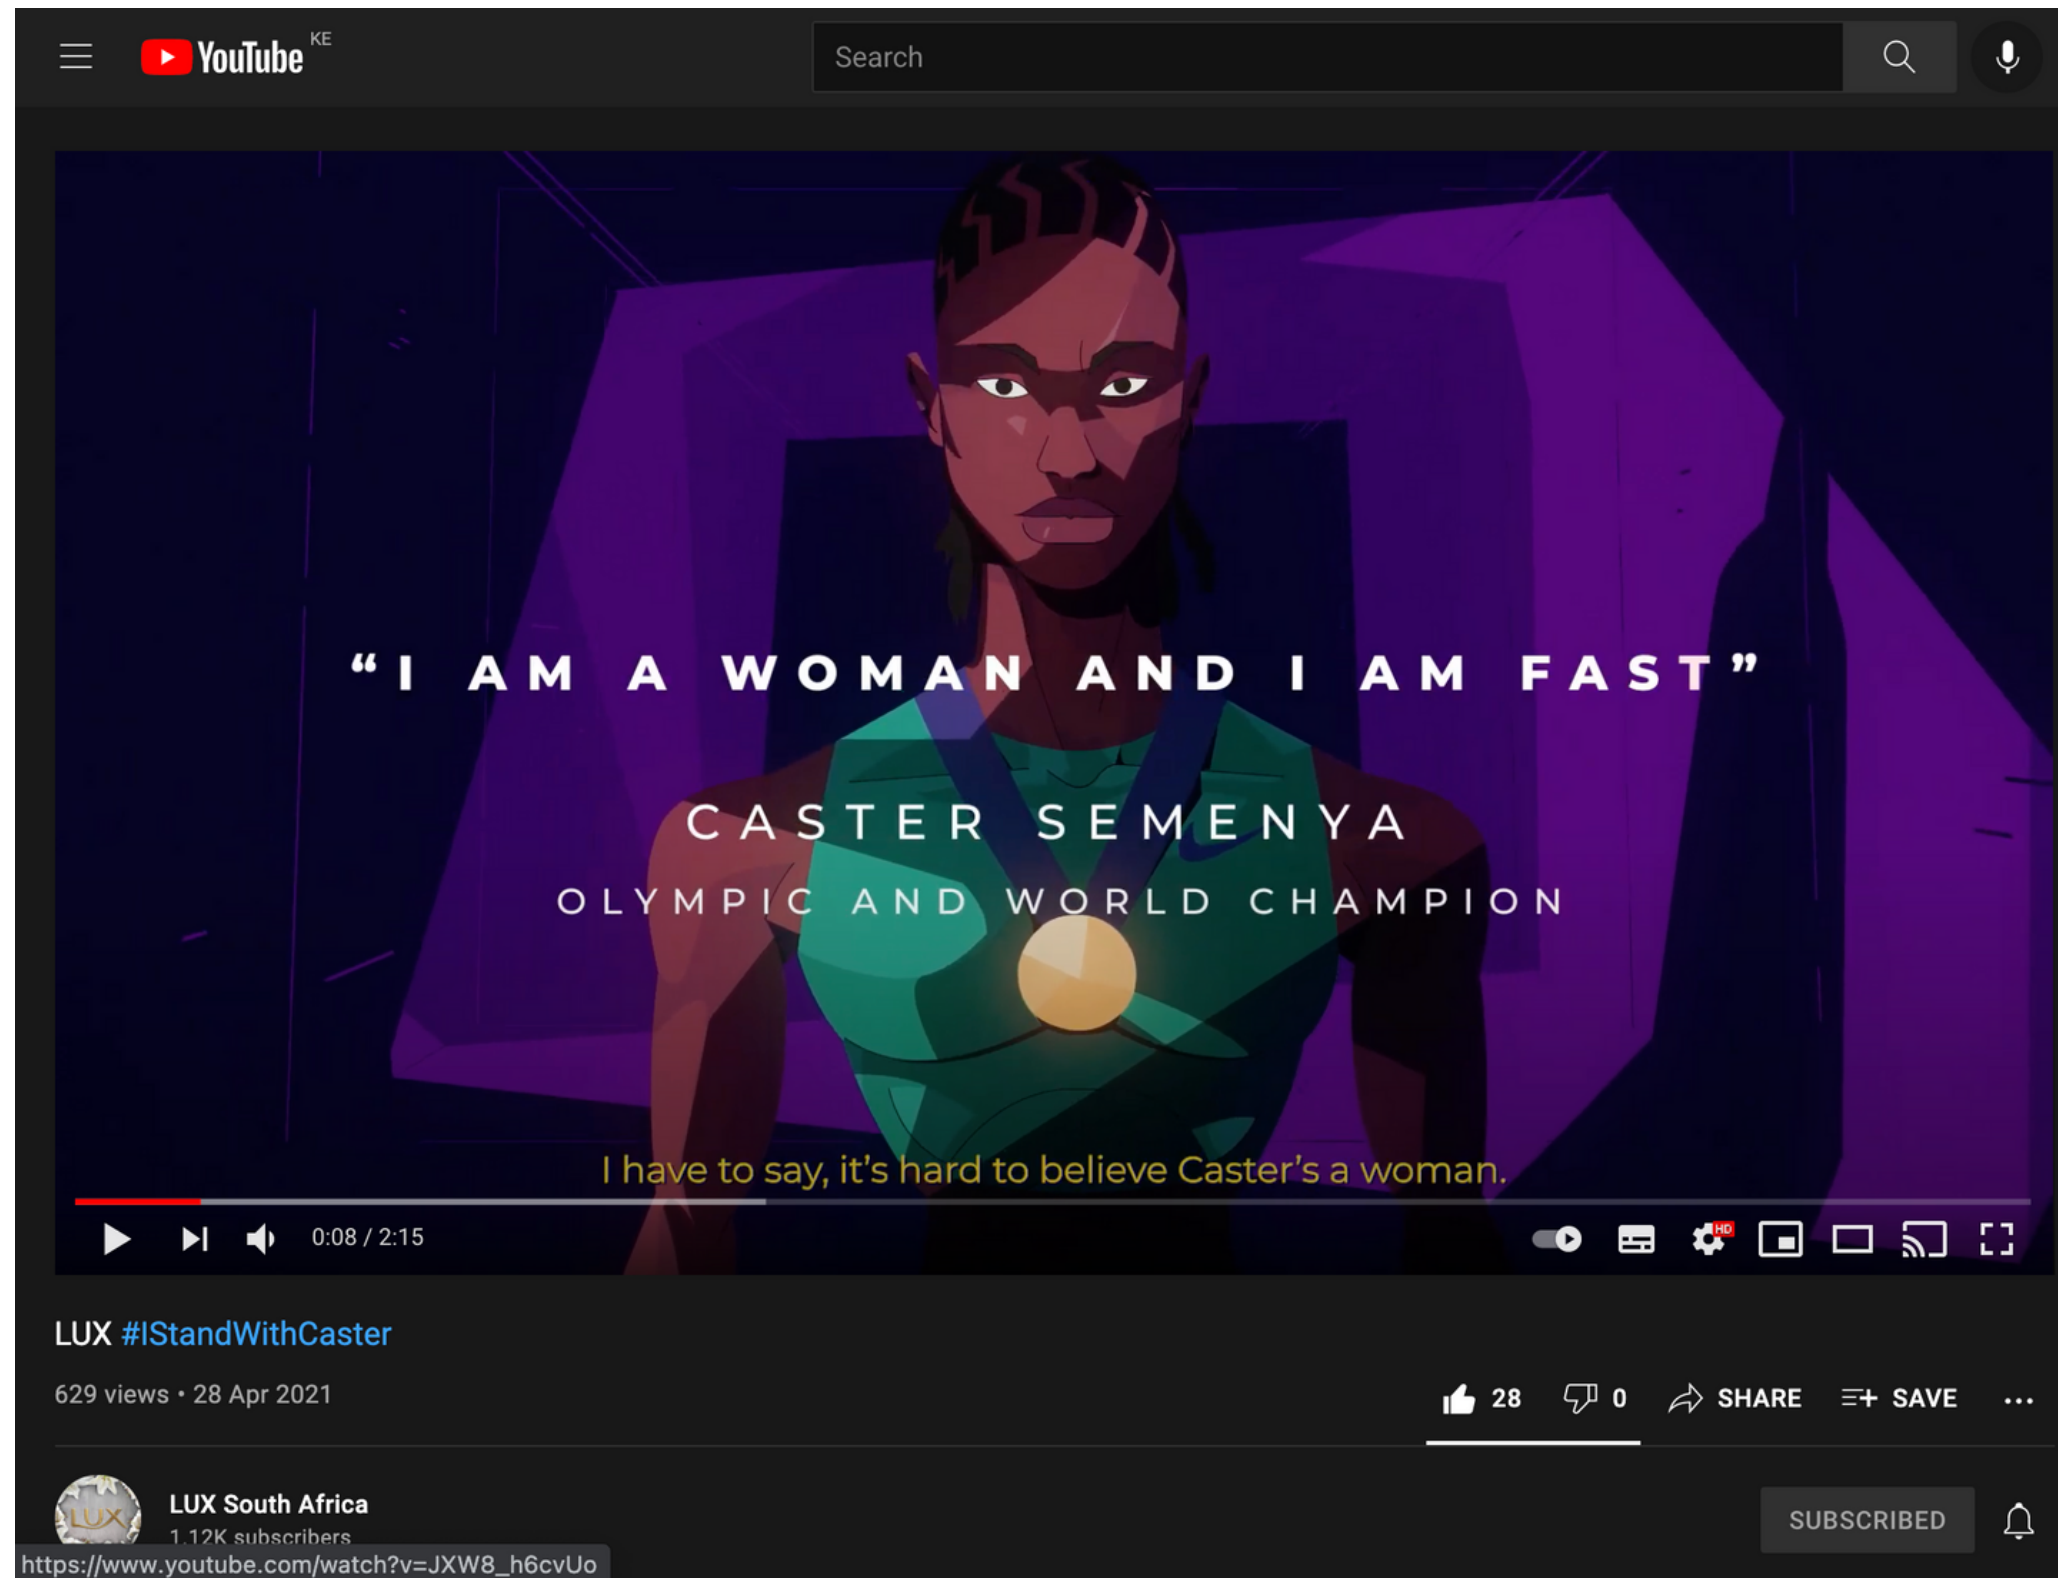 YouTube KE
Search
“I AM A WOMAN AND I AM FAST”
CASTER SEMENYA
OLYMPIC AND WORLD CHAMPION
I have to say, it's hard to believe Caster's a woman.
0:08 / 2:15
HD
LUX #IStandWithCaster
629 views • 28 Apr 2021
28
0
SHARE
SAVE
LUX
LUX South Africa
1.12K subscribers
SUBSCRIBED
https://www.youtube.com/watch?v=JXW8_h6cvUo